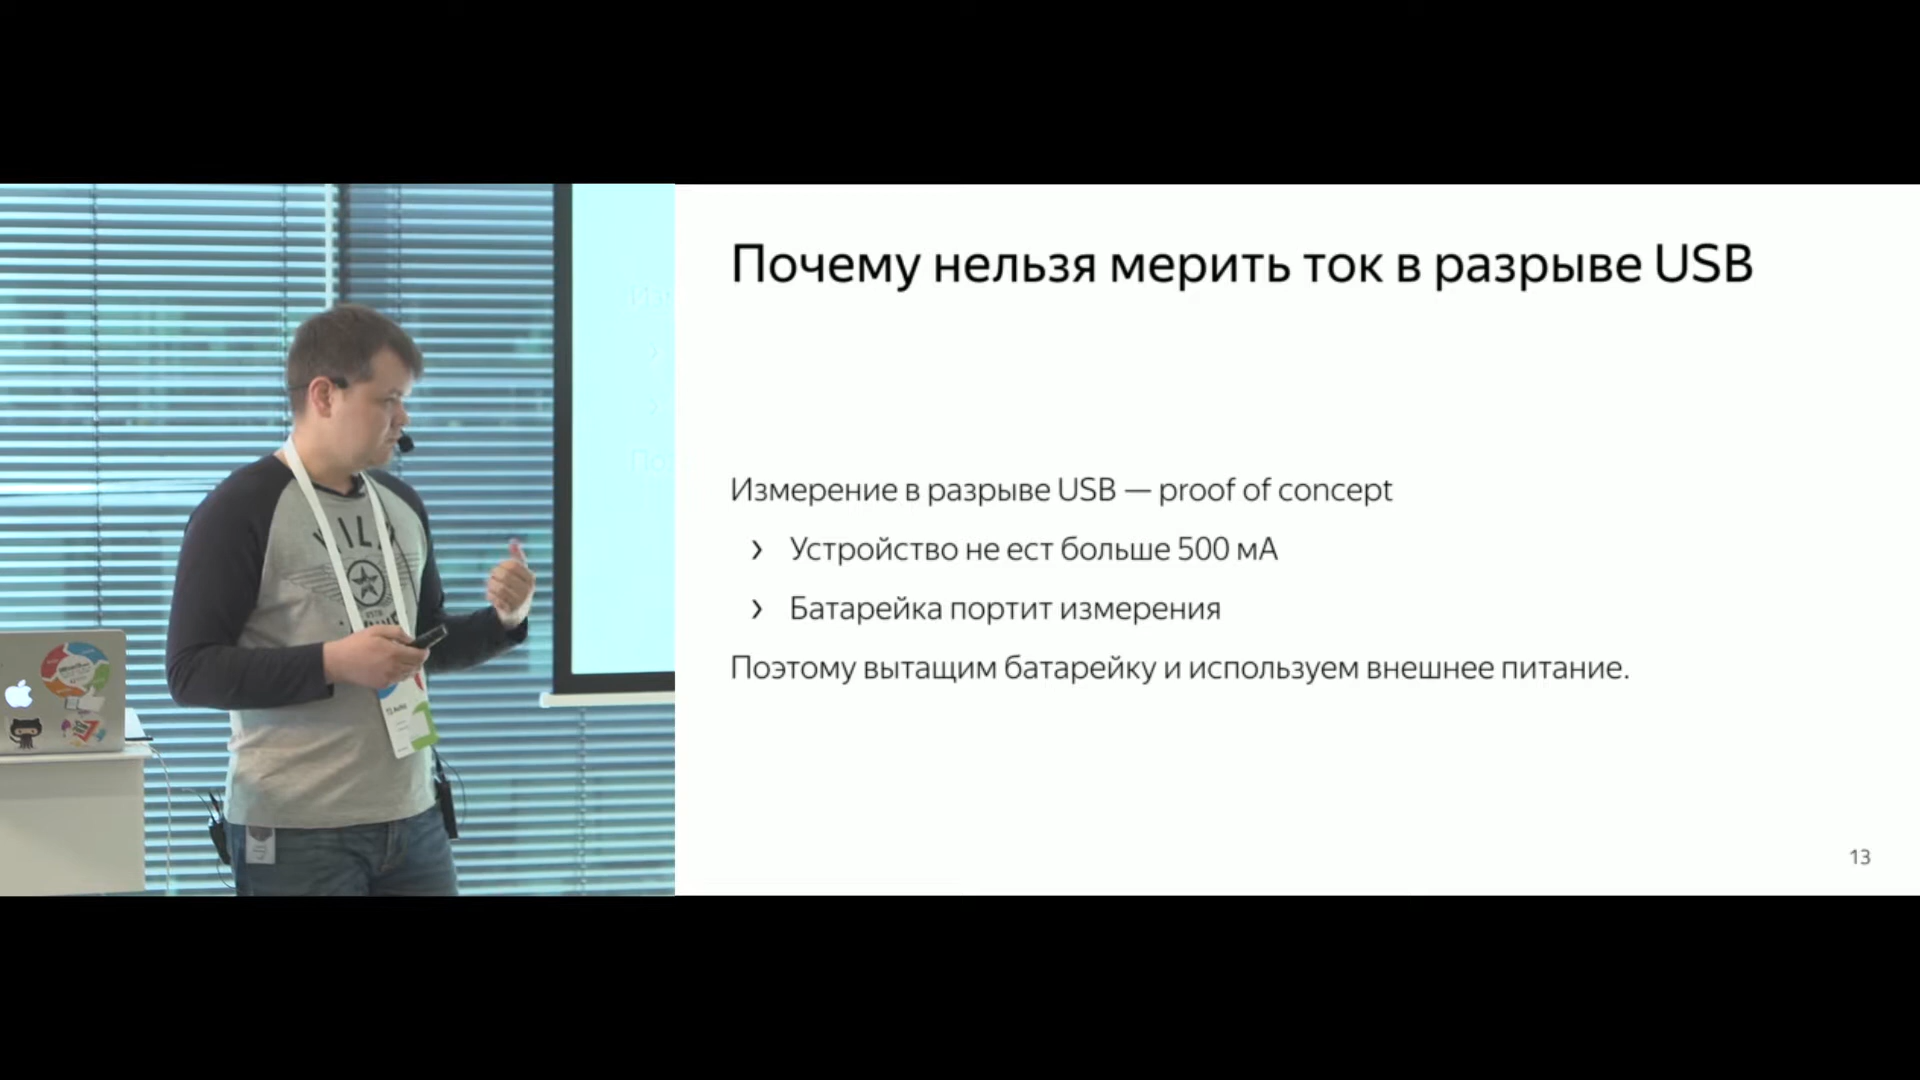 Почему нельзя мерить ток в разрыве USB
Измерение в разрыве USB — proof of concept
› Устройство не ест больше 500 мА
› Батарейка портит измерения
Поэтому вытащим батарейку и используем внешнее питание.
13